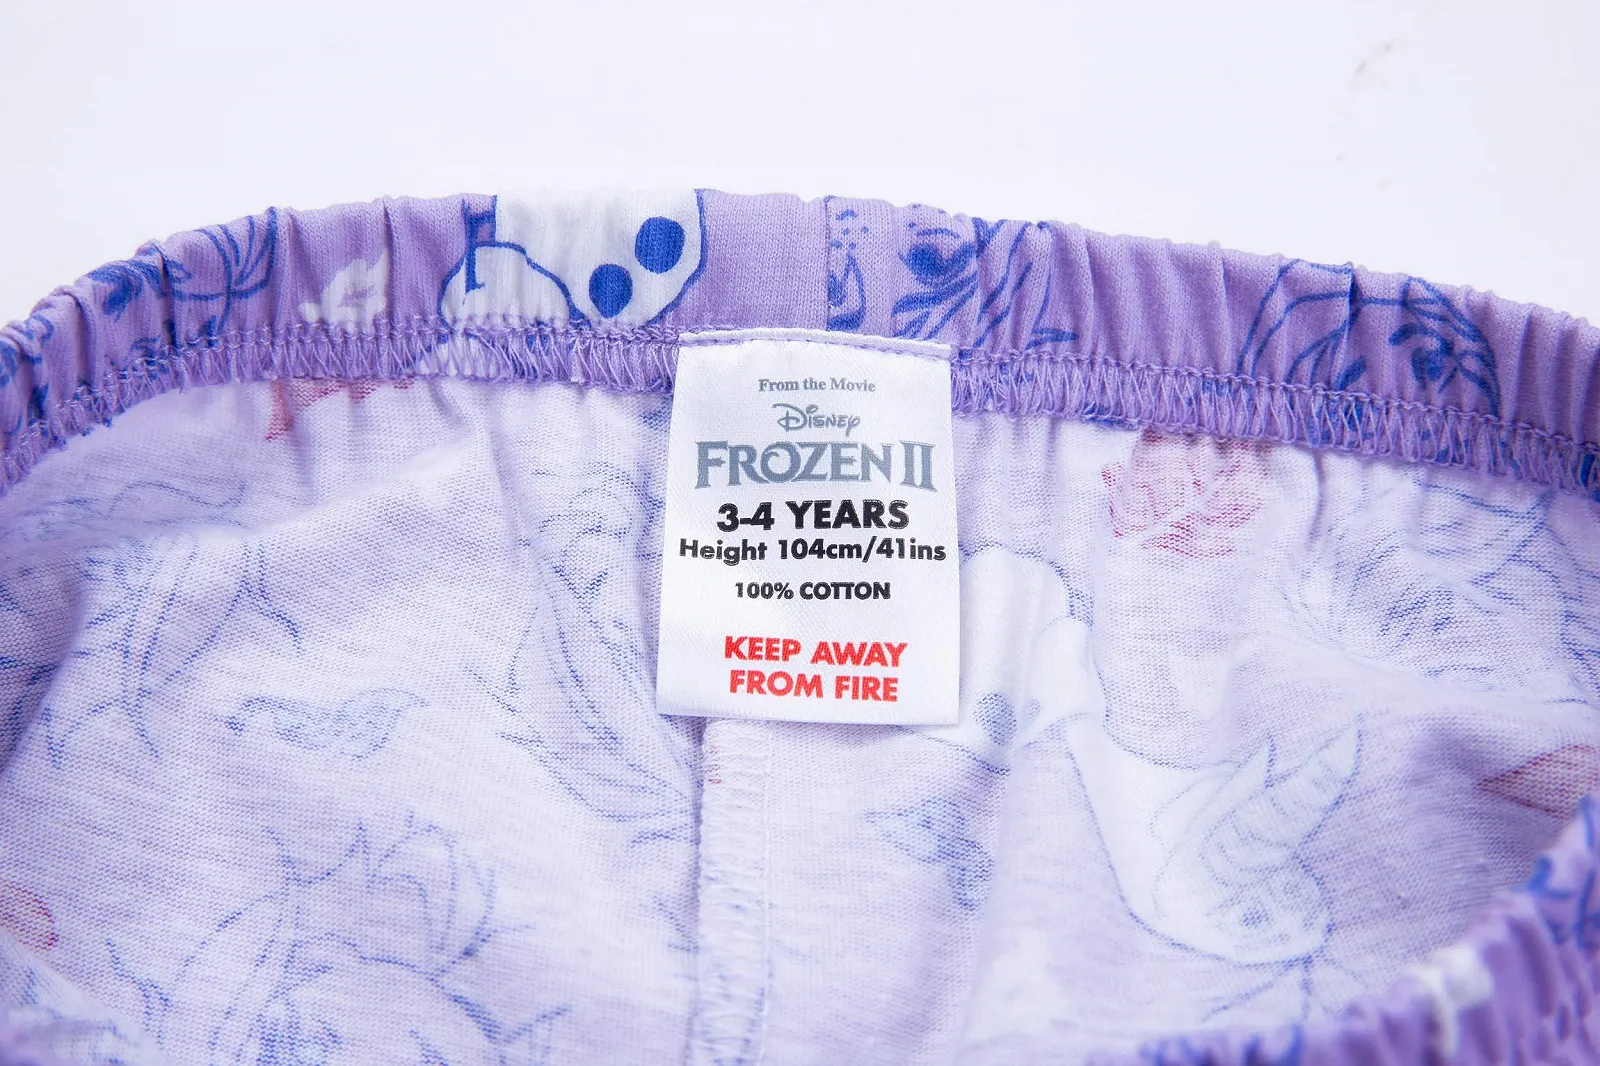 From the Movie
Disney
FROZEN II
3-4 YEARS
Height 104cm/41ins
100% COTTON
KEEP AWAY
FROM FIRE